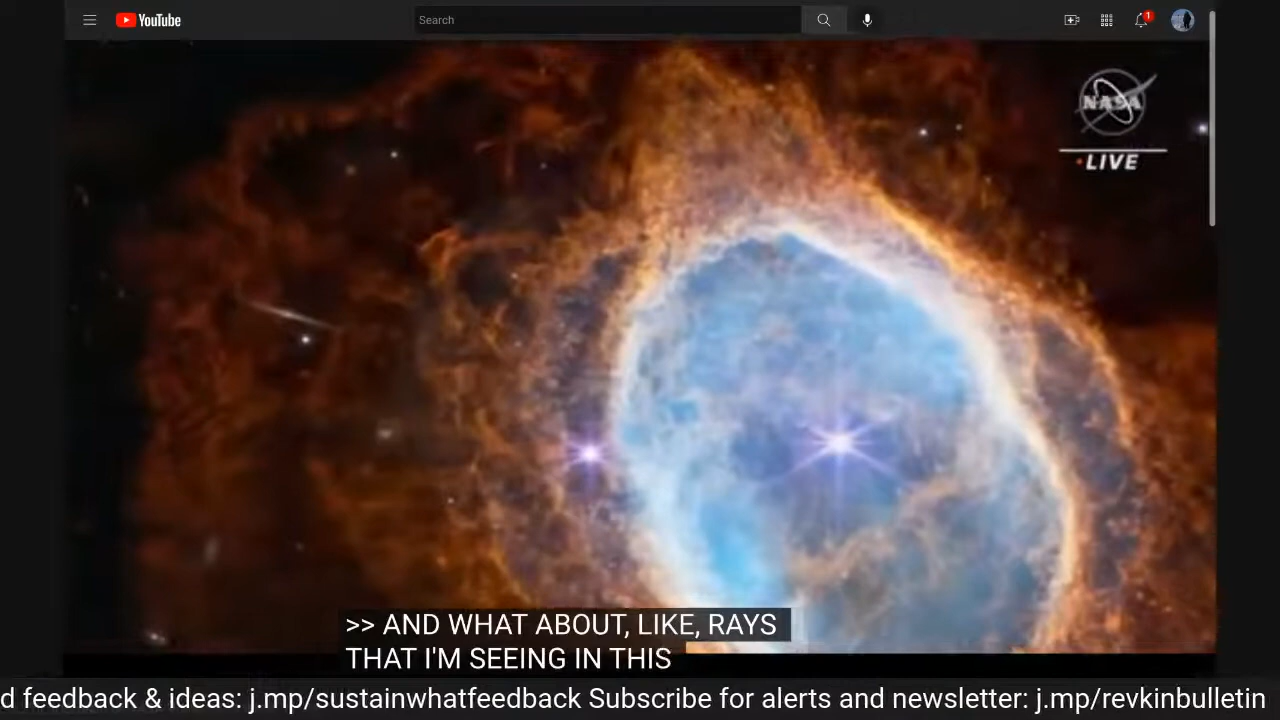 YouTube
Search
1
NASA
LIVE
>> AND WHAT ABOUT, LIKE, RAYS
THAT I'M SEEING IN THIS
d feedback & ideas: j.mp/sustainwhatfeedback Subscribe for alerts and newsletter: j.mp/revkinbulletin